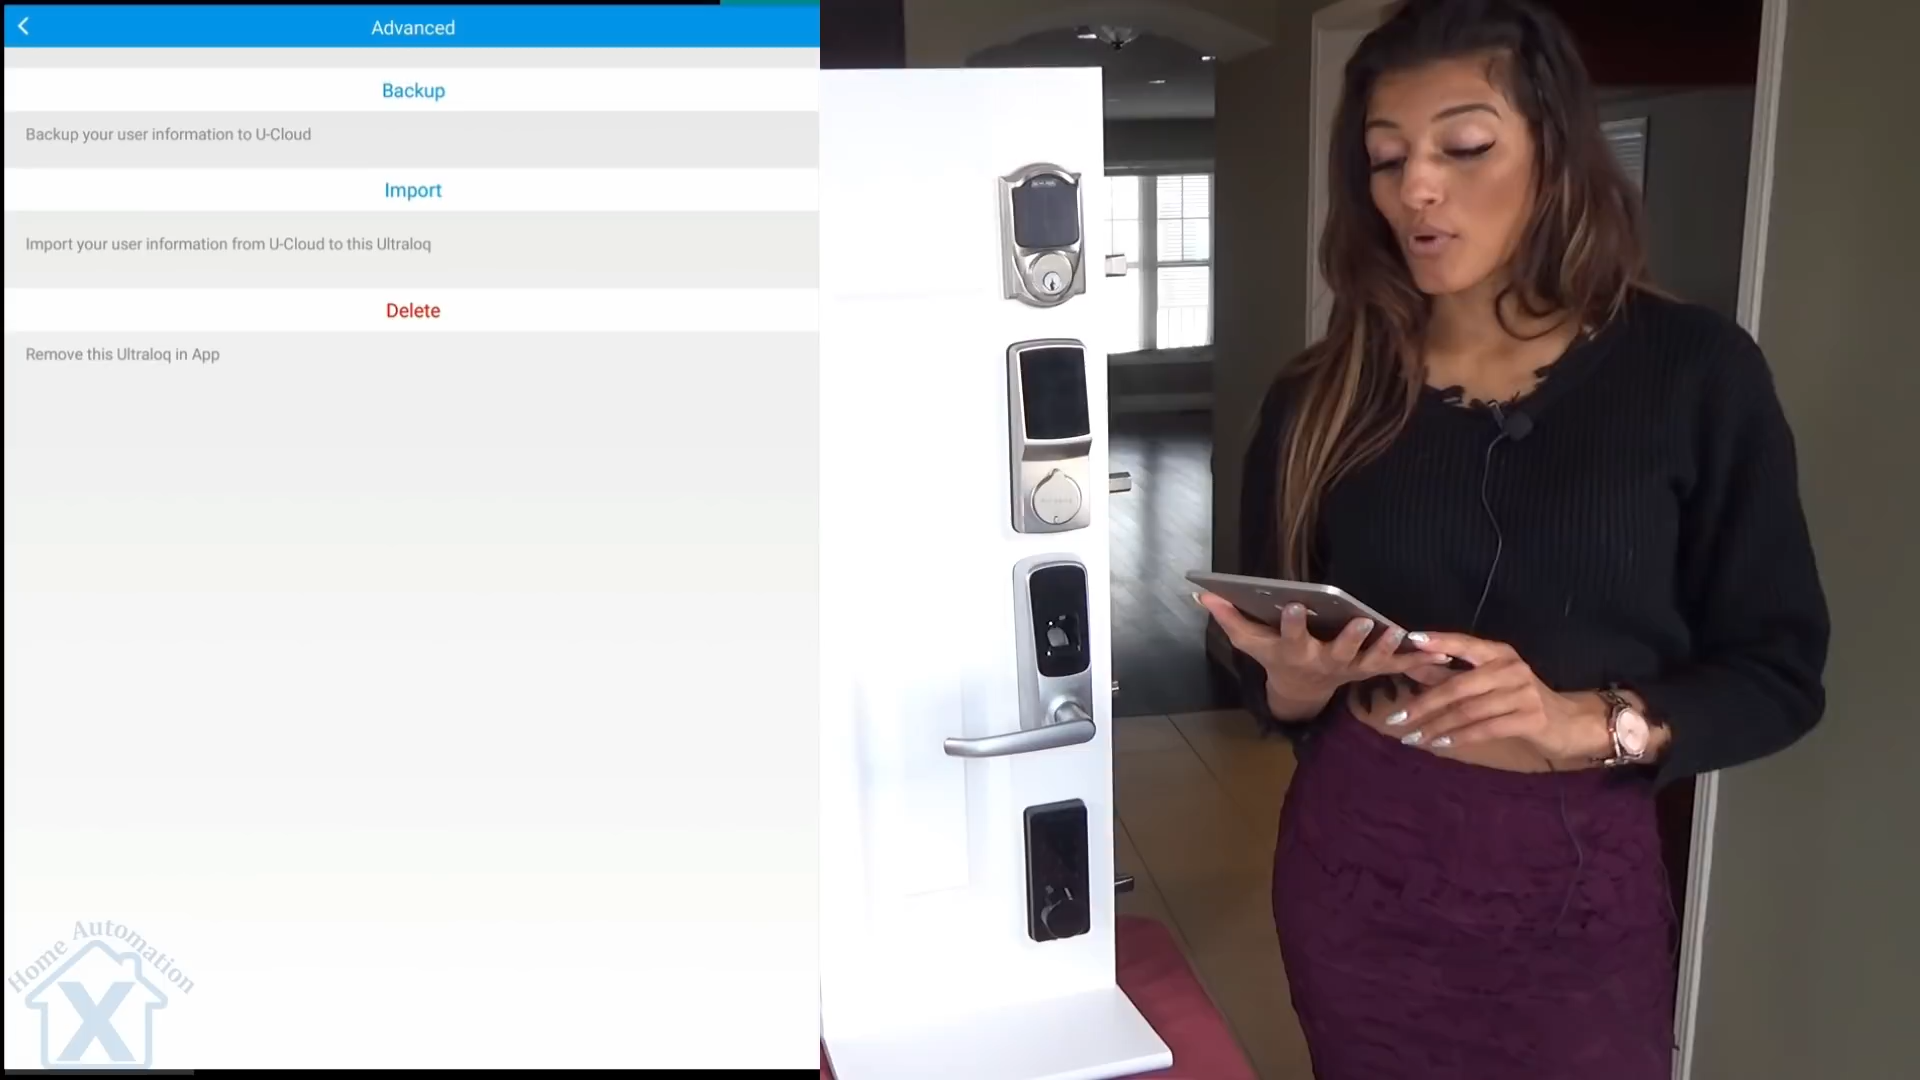 Advanced
Backup
Backup your user information to U-Cloud
Import
Import your user information from U-Cloud to this Ultraloq
Delete
Remove this Ultraloq in App
Home Automation
X